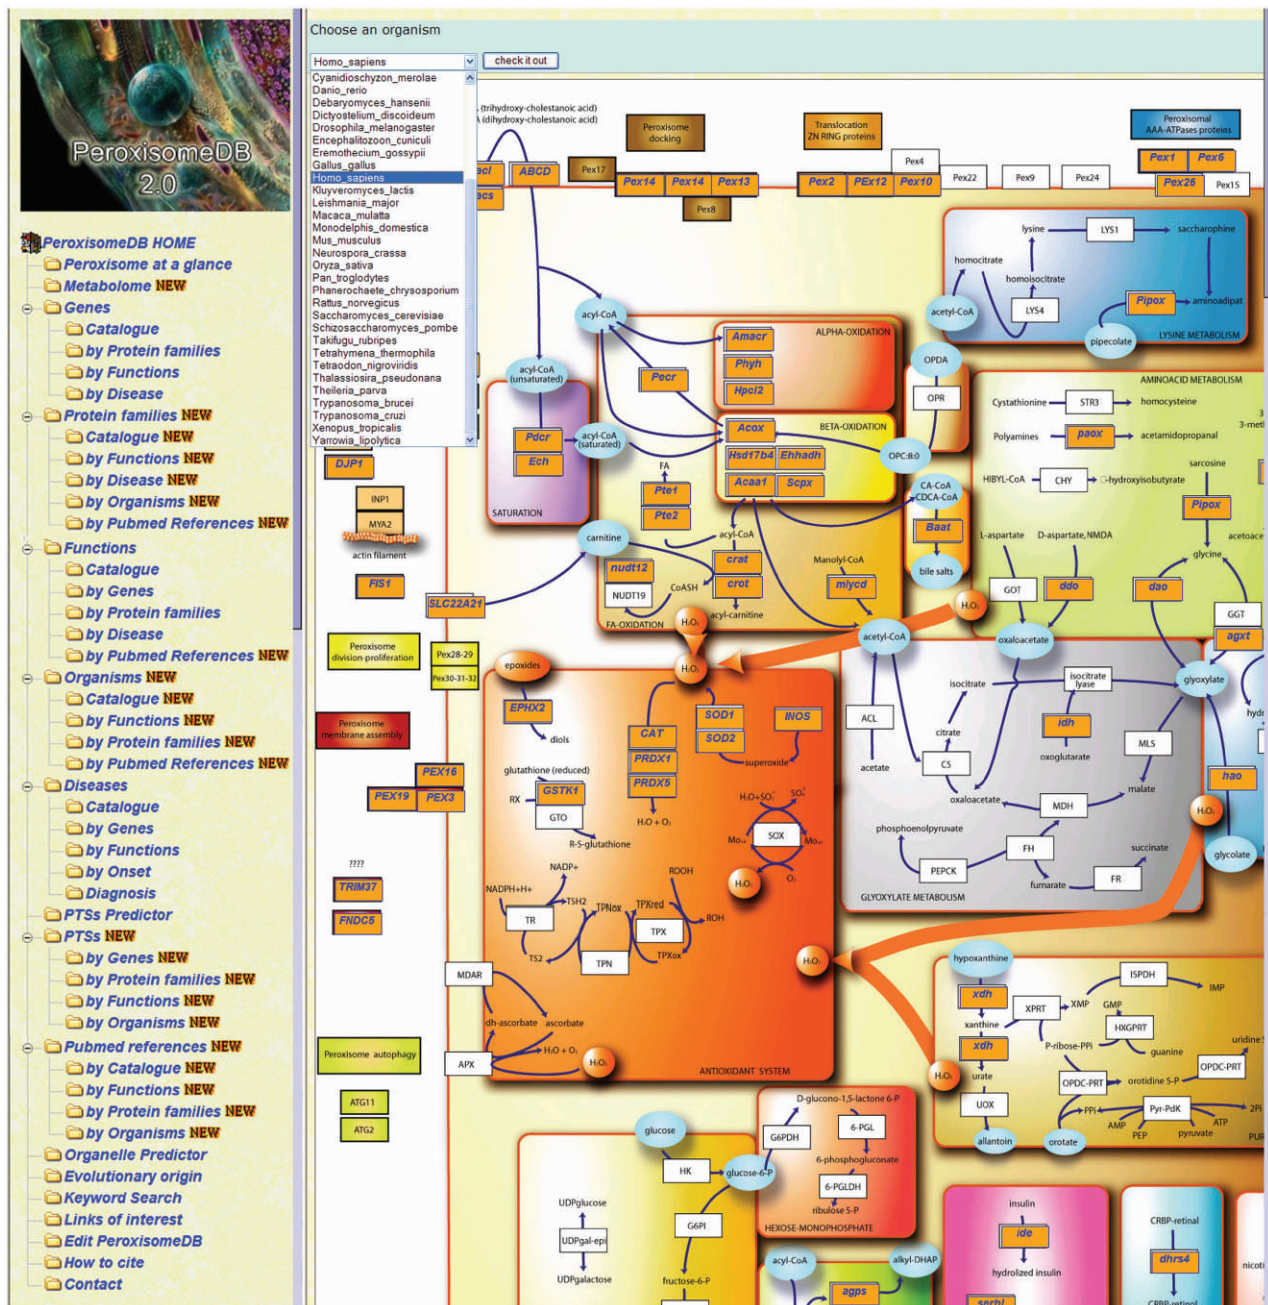 PeroxisomeDB
2.0
PeroxisomeDB HOME
Peroxisome at a glance
Metabolome NEW
Genes
Catalogue
by Protein families
by Functions
by Disease
Protein families NEW
Catalogue NEW
by Functions NEW
by Disease NEW
by Organisms NEW
by Pubmed References NEW
Functions
Catalogue
by Genes
by Protein families
by Disease
by Pubmed References NEW
Organisms NEW
Catalogue NEW
by Functions NEW
by Protein families NEW
by Pubmed References NEW
Diseases
Catalogue
by Genes
by Functions
by Onset
Diagnosis
PTSs Predictor
PTSs NEW
by Genes NEW
by Protein families NEW
by Functions NEW
by Organisms NEW
Pubmed references NEW
by Catalogue NEW
by Functions NEW
by Protein families NEW
by Organisms NEW
Organelle Predictor
Evolutionary origin
Keyword Search
Links of interest
Edit PeroxisomeDB
How to cite
Contact
Choose an organism
Homo_sapiens
check it out
Cyanidioschyzon_merolae
Danio_rerio
Debaryomyces_hansenii
Dictyostelium_discoideum
Drosophila_melanogaster
Encephalitozoon_cuniculi
Eremothecium_gossypii
Gallus_gallus
Homo_sapiens
Kluyveromyces_lactis
Leishmania_major
Macaca_mulatta
Monodelphis_domestica
Mus_musculus
Neurospora_crassa
Oryza_sativa
Pan_troglodytes
Phanerochaete_chrysosporium
Rattus_norvegicus
Saccharomyces_cerevisiae
Schizosaccharomyces_pombe
Takifugu_rubripes
Tetrahymena_thermophila
Tetraodon_nigroviridis
Thalassiosira_pseudonana
Theileria_parva
Trypanosoma_brucei
Trypanosoma_cruzi
Xenopus_tropicalis
Yarrowia_lipolytica
(trihydroxy-cholestanoic acid)
(dihydroxy-cholestanoic acid)
ABCD
Pex17
Peroxisome
docking
Pex14 Pex14 Pex13
Pex8
Translocation
ZN RING proteins
Pex4
Pex2 PEx12 Pex10
Pex22
Pex9
Pex24
Peroxisomal
AAA-ATPases proteins
Pex1 Pex6
Pex26 Pex15
lysine
LYS1
saccharophine
homocitrate
homoisocitrate
LYS4
acetyl-CoA
Pipox
aminoadipat
pipecolate
LYSINE METABOLISM
acyl-CoA
Amacr
ALPHA-OXIDATION
Phyh
Hpcl2
Pecr
acyl-CoA
(unsaturated)
Acox
BETA-OXIDATION
Hsd17b4 Ehhadh
Acaa1 Scpx
OPDA
OPR
OPC:8:0
Pdcr
Ech
acyl-CoA
(saturated)
SATURATION
FA
Pte1
Pte2
carnitine
acyl-CoA
nudt12
NUDT19
CoASH
crat
crot
acyl-carnitine
FA-OXIDATION
Manolyl-CoA
mlycd
acetyl-CoA
CA-CoA
CDCA-CoA
Baat
bile salts
AMINOACID METABOLISM
Cystathionine
STR3
homocysteine
Polyamines
paox
acetamidopropanal
HIBYL-CoA
CHY
-hydroxyisobutyrate
sarcosine
Pipox
glycine
L-aspartate
D-aspartate, NMDA
GOT
ddo
dao
GGT
agxt
oxaloacetate
glyoxylate
DJP1
INP1
MYA2
actin filament
FIS1
SLC22A21
Peroxisome
division-proliferation
Pex28-29
Pex30-31-32
Peroxisome
membrane assembly
PEX16
PEX19 PEX3
????
TRIM37
FNDC5
Peroxisome autophagy
ATG11
ATG2
H₂O₂
H₂O₂
H₂O₂
epoxides
EPHX2
diols
glutathione (reduced)
RX
GSTK1
GTO
R-S-glutathione
CAT
PRDX1
PRDX5
H₂O + O₂
SOD1
SOD2
INOS
superoxide
SOX
O₂
H₂O₂
NADP+
NADPH+H+
TR
TSH2
TS2
TPNox
TPN
TPXred
TPX
TPXox
ROOH
ROH
H₂O₂
MDAR
dh-ascorbate
ascorbate
APX
H₂O + O₂
H₂O₂
ANTIOXIDANT SYSTEM
ACL
acetate
isocitrate
isocitrate
lyase
citrate
CS
idh
oxoglutarate
MLS
malate
oxaloacetate
MDH
phosphoenolpyruvate
PEPCK
FH
fumarate
FR
succinate
GLYOXYLATE METABOLISM
hao
H₂O₂
glycolate
hypoxanthine
xdh
xanthine
xdh
urate
UOX
allantoin
XPRT
XMP
ISPDH
IMP
GMP
HXGPRT
guanine
P-ribose-PPi
OPDC-PRT
orotidine 5-P
OPDC-PRT
PPi
Pyr-PdK
2Pi
AMP
PEP
pyruvate
ATP
orotate
H₂O₂
glucose
HK
glucose-6-P
G6PI
fructose-6-P
UDPglucose
UDPgal-epi
UDPgalactose
D-glucono-1,5-lactone 6-P
G6PDH
6-PGL
6-phosphogluconate
6-PGLDH
ribulose 5-P
HEXOSE-MONOPHOSPHATE
acyl-CoA
alkyl-DHAP
agps
insulin
ide
hydrolized insulin
CRBP-retinal
dhrs4